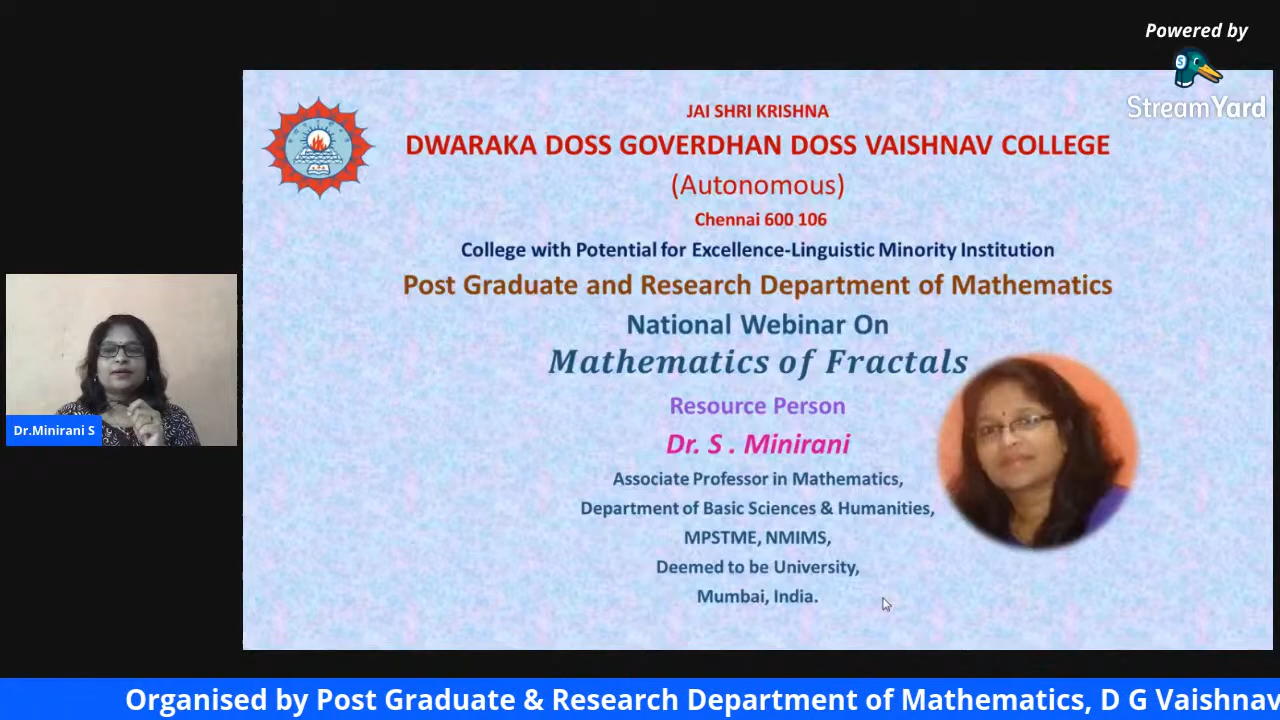 Powered by
StreamYard
JAI SHRI KRISHNA
DWARAKA DOSS GOVERDHAN DOSS VAISHNAV COLLEGE
(Autonomous)
Chennai 600 106
College with Potential for Excellence-Linguistic Minority Institution
Post Graduate and Research Department of Mathematics
National Webinar On
Mathematics of Fractals
Resource Person
Dr. S . Minirani
Associate Professor in Mathematics,
Department of Basic Sciences & Humanities,
MPSTME, NMIMS,
Deemed to be University,
Mumbai, India.
Dr.Minirani S
Organised by Post Graduate & Research Department of Mathematics, D G Vaishnav